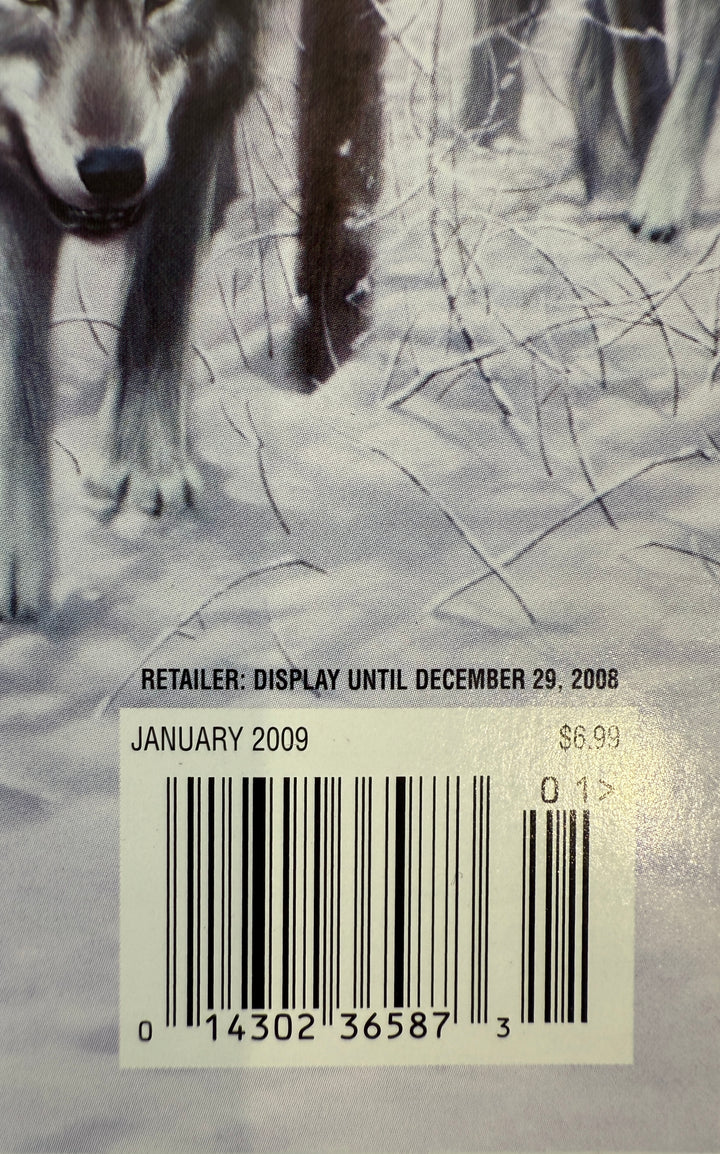 RETAILER: DISPLAY UNTIL DECEMBER 29, 2008
JANUARY 2009 $6.99
0 1>
0 14302 36587 3